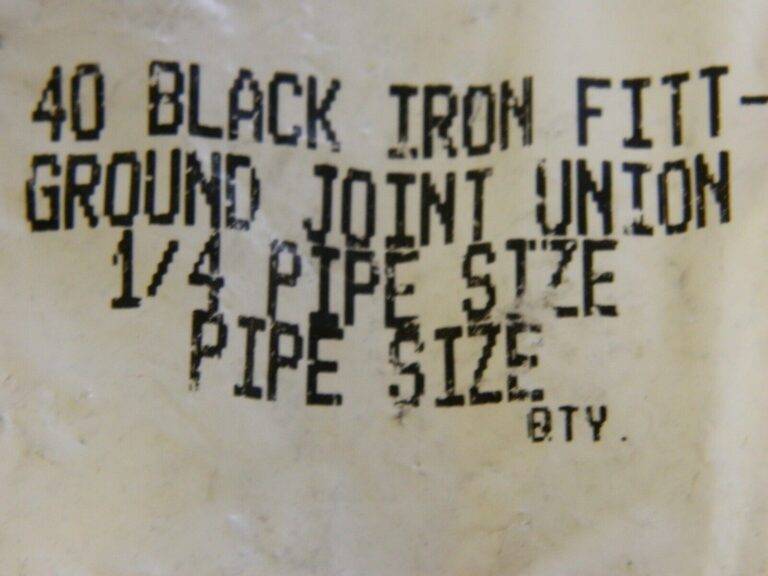 40 BLACK IRON FITT-
GROUND JOINT UNION
1/4 PIPE SIZE
PIPE SIZE
QTY.